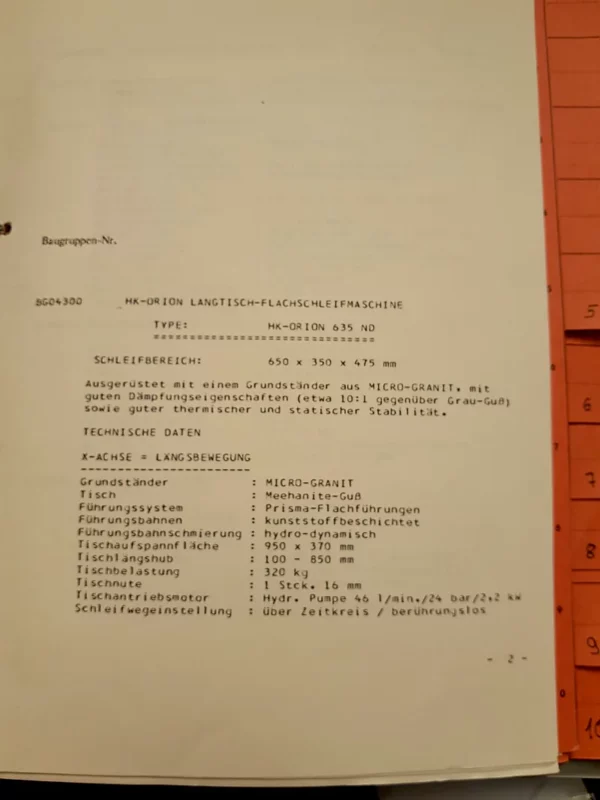 Baugruppen-Nr.
BG04300 HK-ORION LANGTISCH-FLACHSCHLEIFMASCHINE
TYPE: HK-ORION 635 ND
==============================
SCHLEIFBEREICH: 650 x 350 x 475 mm
Ausgerüstet mit einem Grundständer aus MICRO-GRANIT, mit
guten Dämpfungseigenschaften (etwa 10:1 gegenüber Grau-Guß)
sowie guter thermischer und statischer Stabilität.
TECHNISCHE DATEN
X-ACHSE = LÄNGSBEWEGUNG
------------------------
Grundständer : MICRO-GRANIT
Tisch : Meehanite-Guß
Führungssystem : Prisma-Flachführungen
Führungsbahnen : kunststoffbeschichtet
Führungsbahnschmierung : hydro-dynamisch
Tischaufspannfläche : 950 x 370 mm
Tischlängshub : 100 - 850 mm
Tischbelastung : 320 kg
Tischnute : 1 Stck. 16 mm
Tischantriebsmotor : Hydr. Pumpe 46 l/min./24 bar/2,2 kW
Schleifwegeinstellung : über Zeitkreis / berührungslos
- 2 -
5
6
7
8
9
10